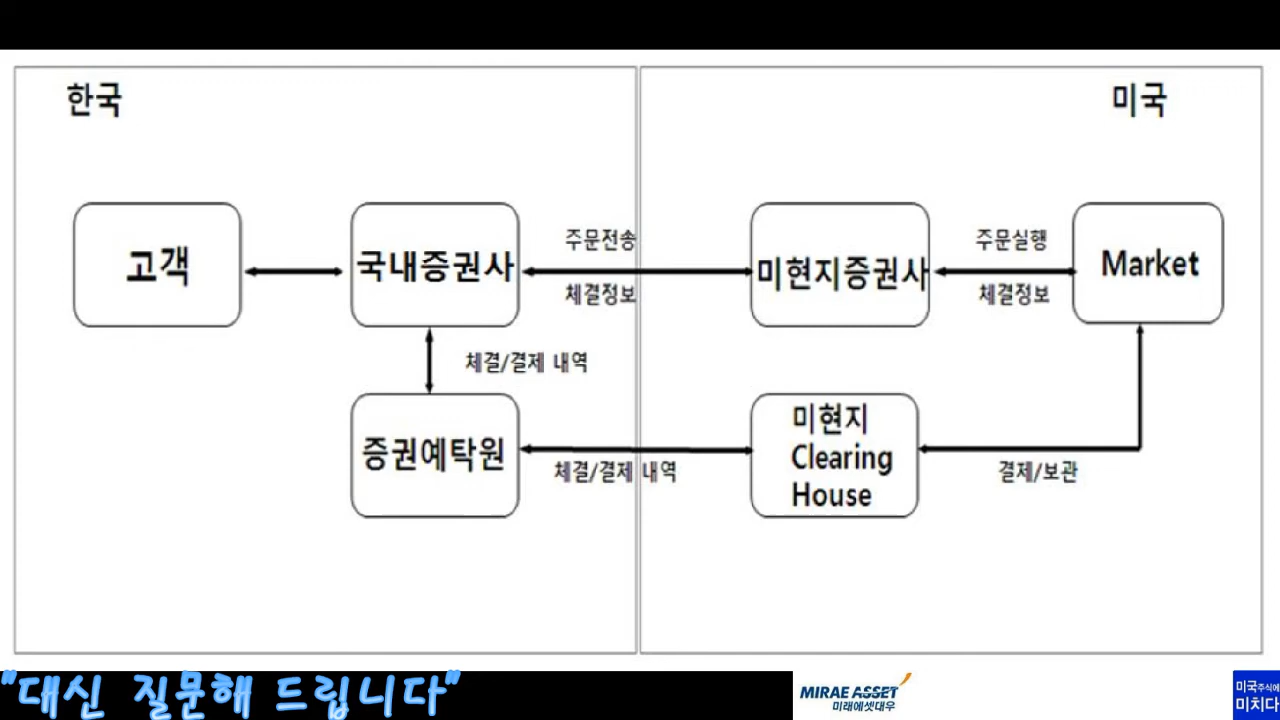 한국
미국
고객
국내증권사
주문전송
체결정보
미현지증권사
주문실행
체결정보
Market
체결/결제 내역
증권예탁원
체결/결제 내역
미현지
Clearing
House
결제/보관
"대신 질문해 드립니다"
MIRAE ASSET
미래에셋대우
미국주식에
미치다